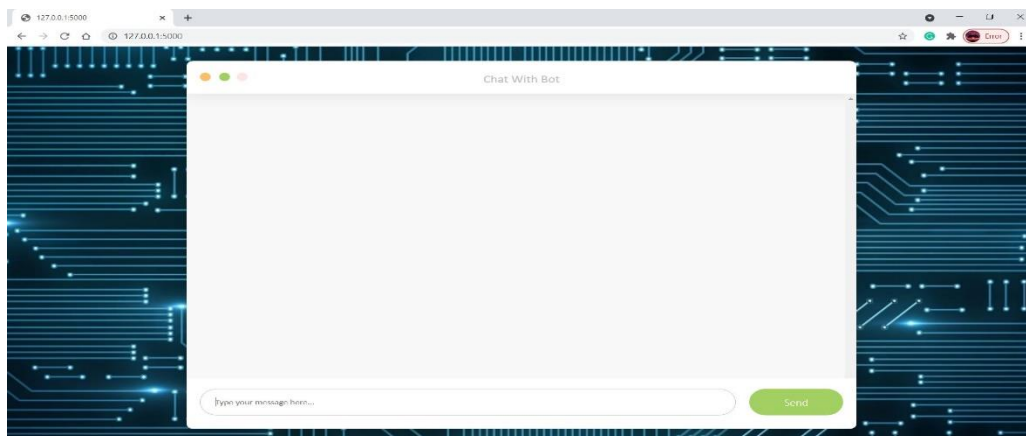 127.0.0.1:5000
127.0.0.1:5000
Error
Chat With Bot
Type your message here...
Send